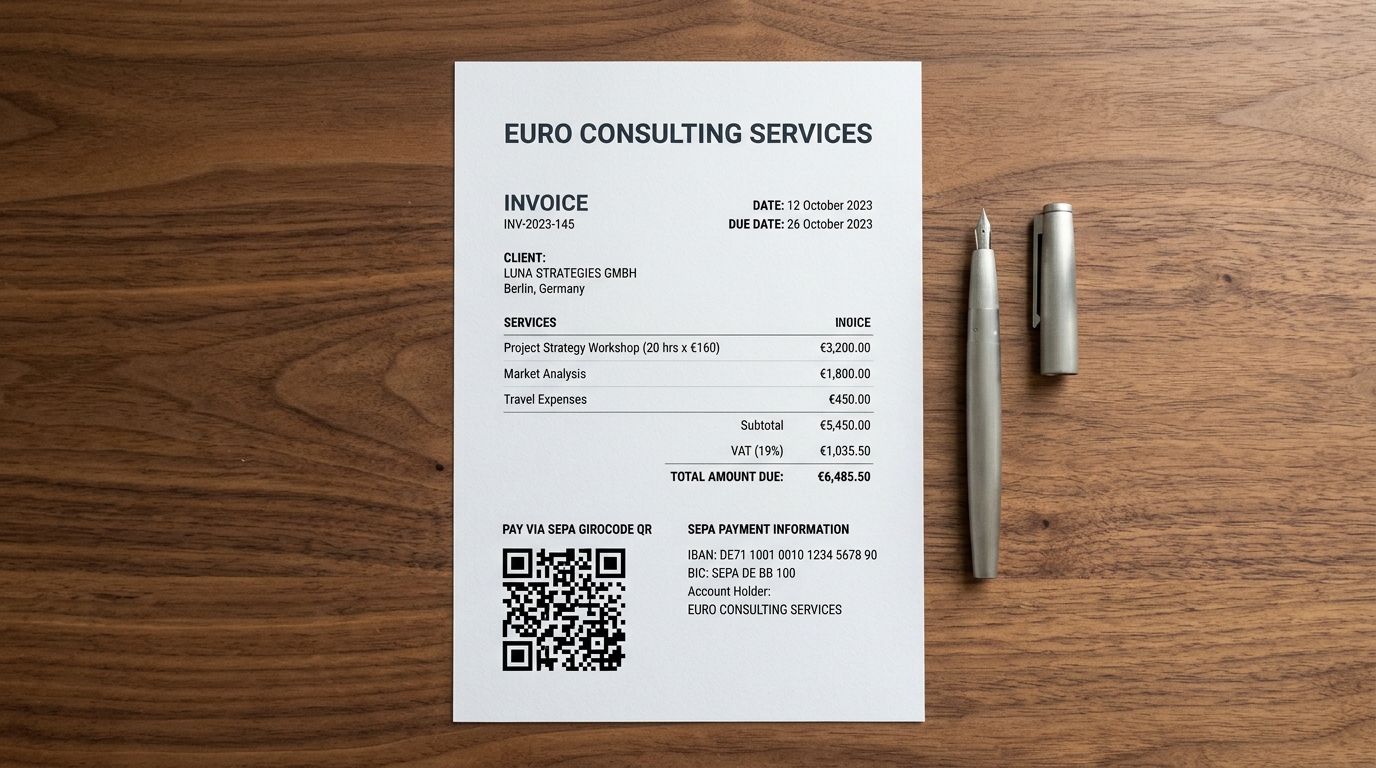 EURO CONSULTING SERVICES
INVOICE
INV-2023-145
DATE: 12 October 2023
DUE DATE: 26 October 2023
CLIENT:
LUNA STRATEGIES GMBH
Berlin, Germany
SERVICES INOICE
Project Strategy Workshop (20 hrs x €160) €3,200.00
Market Analysis €1,800.00
Travel Expenses €450.00
Subtotal €5,450.00
VAT (19%) €1,035.50
TOTAL AMOUNT DUE: €6,485.50
PAY VIA SEPA GIROCODE QR
SEPA PAYMENT INFORMATION
IBAN: DE71 1001 0010 1234 5678 90
BIC: SEPA DE BB 100
Account Holder:
EURO CONSULTING SERVICES